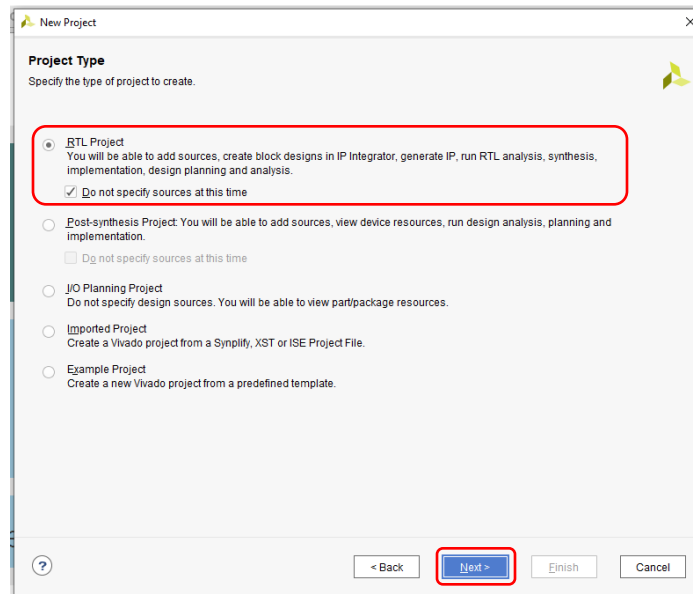 New Project
Project Type
Specify the type of project to create.
RTL Project
You will be able to add sources, create block designs in IP Integrator, generate IP, run RTL analysis, synthesis,
implementation, design planning and analysis.
Do not specify sources at this time
Post-synthesis Project: You will be able to add sources, view device resources, run design analysis, planning and
implementation.
Do not specify sources at this time
I/O Planning Project
Do not specify design sources. You will be able to view part/package resources.
Imported Project
Create a Vivado project from a Synplify, XST or ISE Project File.
Example Project
Create a new Vivado project from a predefined template.
? < Back Next > Finish Cancel